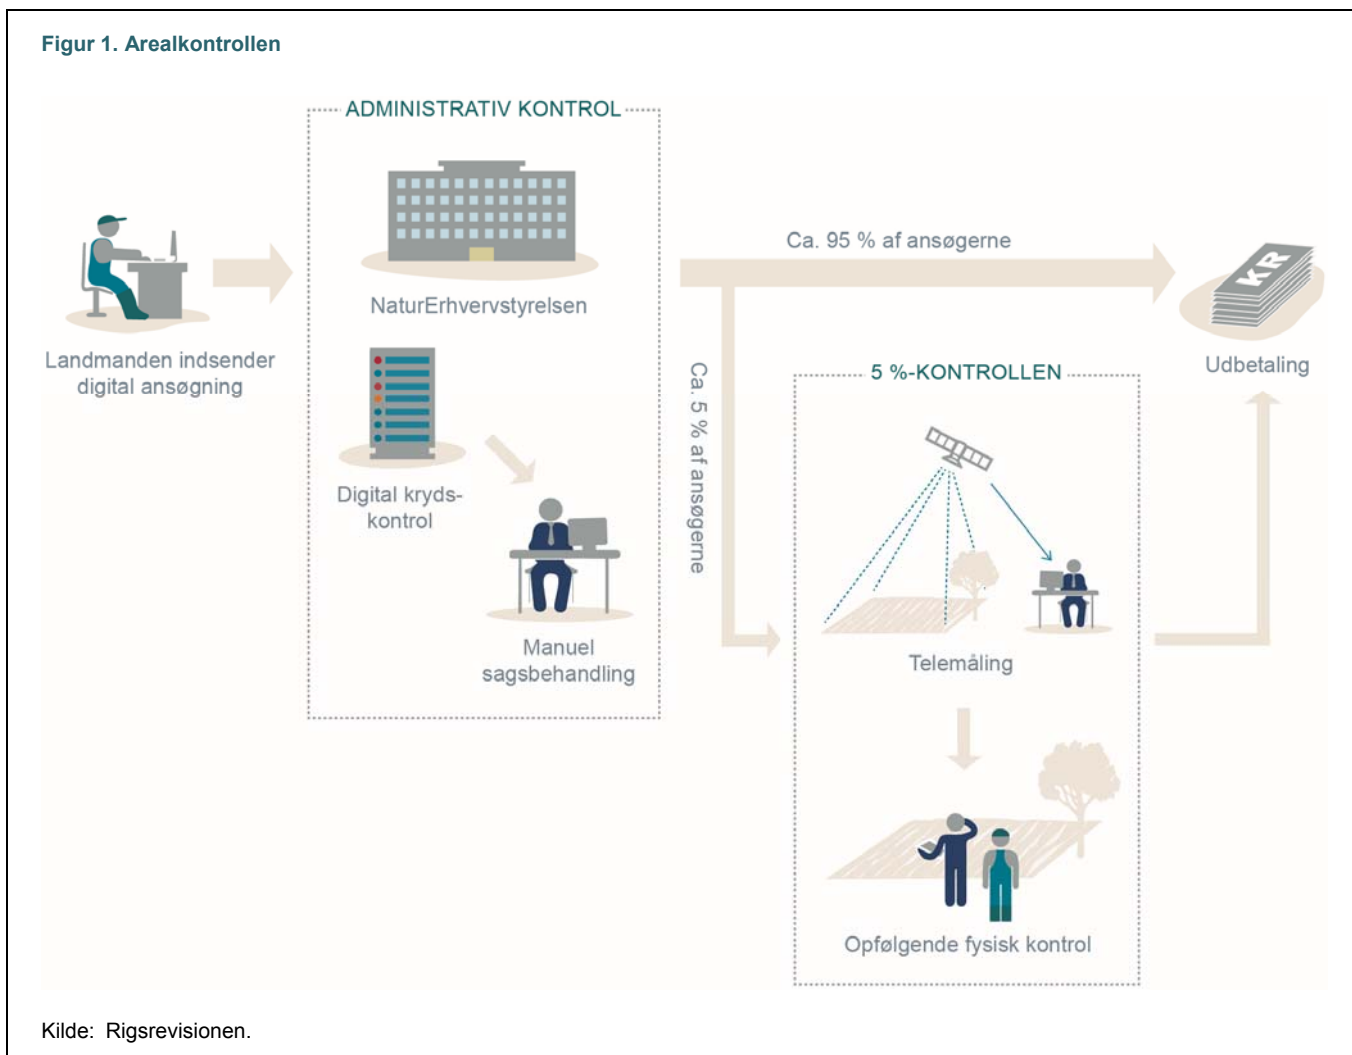 Figur 1. Arealkontrollen
ADMINISTRATIV KONTROL
NaturErhvervstyrelsen
Landmanden indsender
digital ansøgning
Digital kryds-
kontrol
Manuel
sagsbehandling
Ca. 95 % af ansøgerne
Ca. 5 % af ansøgerne
KR
Udbetaling
5 %-KONTROLLEN
Telemåling
Opfølgende fysisk kontrol
Kilde: Rigsrevisionen.